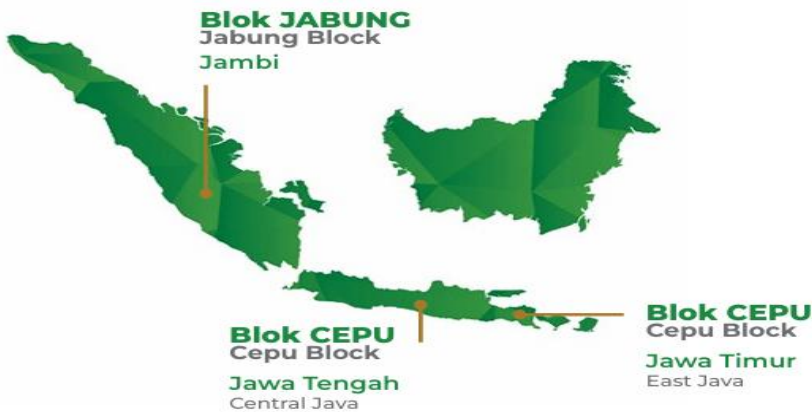 Blok JABUNG
Jabung Block
Jambi
Blok CEPU
Cepu Block
Jawa Tengah
Central Java
Blok CEPU
Cepu Block
Jawa Timur
East Java